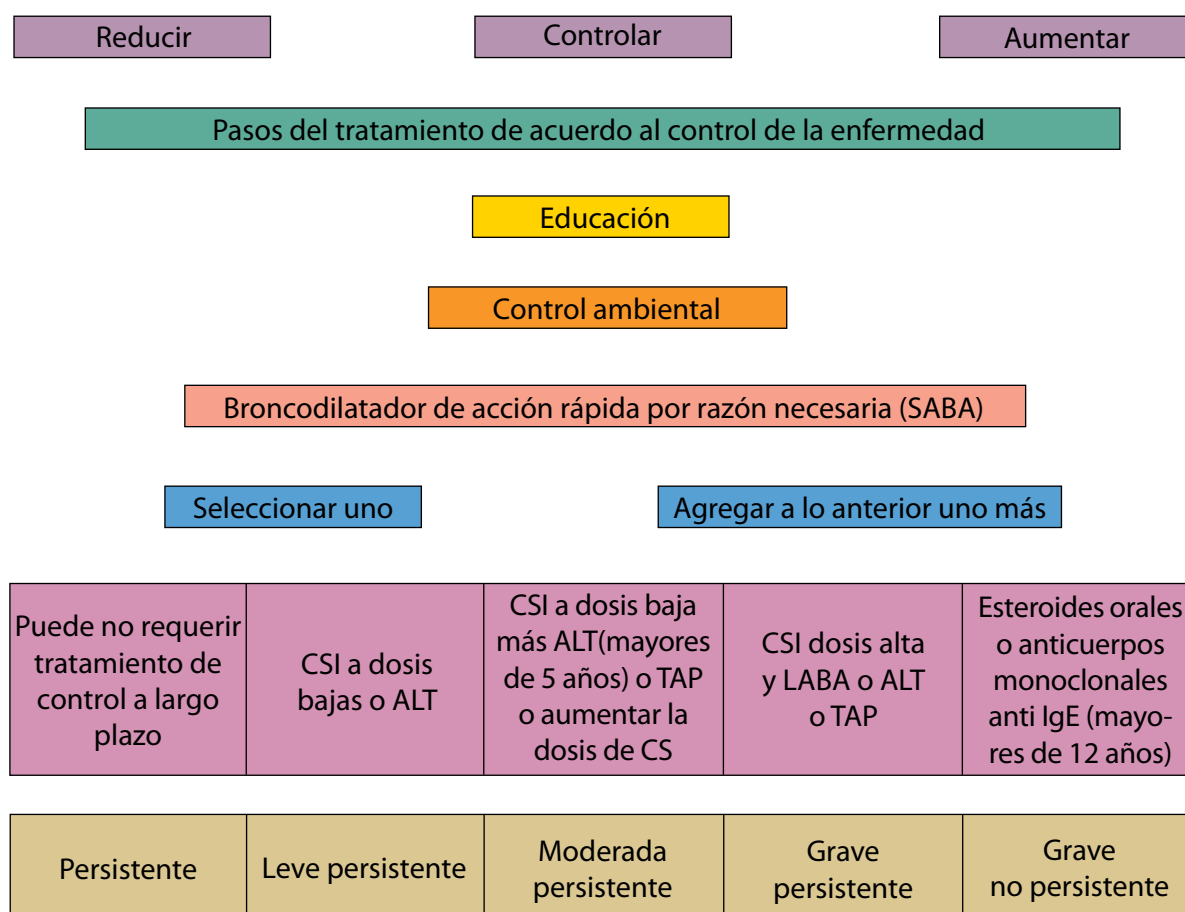 Reducir
Controlar
Aumentar
Pasos del tratamiento de acuerdo al control de la enfermedad
Educación
Control ambiental
Broncodilatador de acción rápida por razón necesaria (SABA)
Seleccionar uno
Agregar a lo anterior uno más
Puede no requerir
tratamiento de
control a largo
plazo
CSI a dosis
bajas o ALT
CSI a dosis baja
más ALT(mayores
de 5 años) o TAP
o aumentar la
dosis de CS
CSI dosis alta
y LABA o ALT
o TAP
Esteroides orales
o anticuerpos
monoclonales
anti IgE (mayo-
res de 12 años)
Persistente
Leve persistente
Moderada
persistente
Grave
persistente
Grave
no persistente